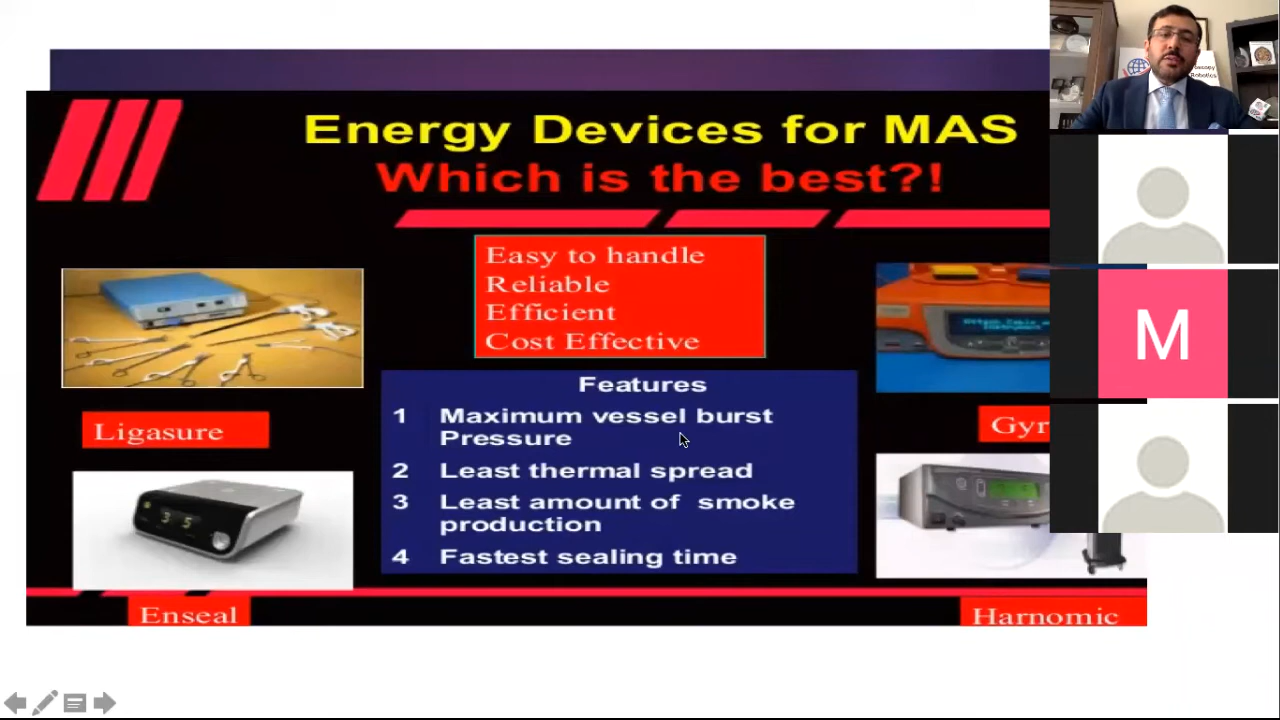 Energy Devices for MAS
Which is the best?!
Easy to handle
Reliable
Efficient
Cost Effective
Features
1 Maximum vessel burst
Pressure
2 Least thermal spread
3 Least amount of smoke
production
4 Fastest sealing time
Ligasure
Gyr
Enseal
Harnomic
M
35